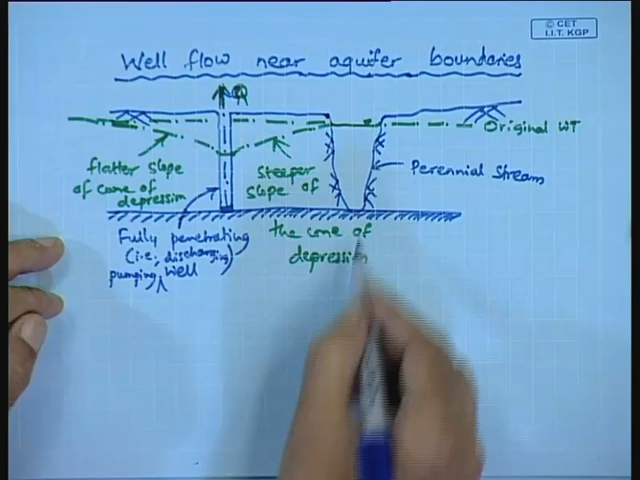 © CET
I.I.T. KGP
Well flow near aquifer boundaries
Q
Original WT
flatter slope
of cone of
depression
steeper
slope of
the cone of
depression
Perennial Stream
Fully penetrating
(i.e., discharging)
pumping, well